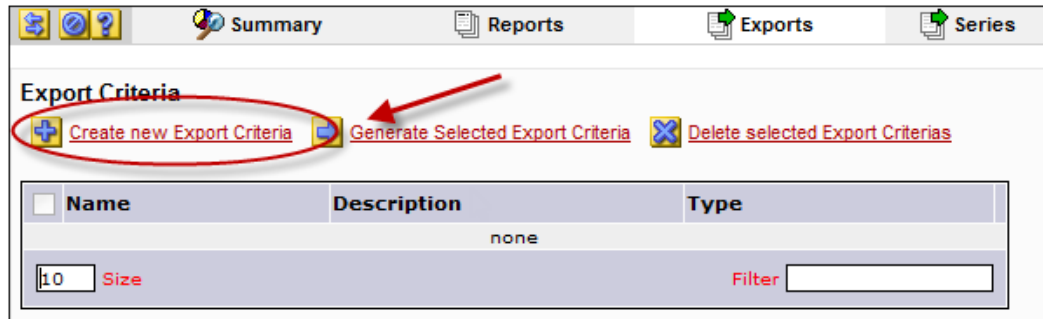 Summary Reports Exports Series
Export Criteria
Create new Export Criteria Generate Selected Export Criteria Delete selected Export Criterias
Name Description Type
none
10 Size Filter